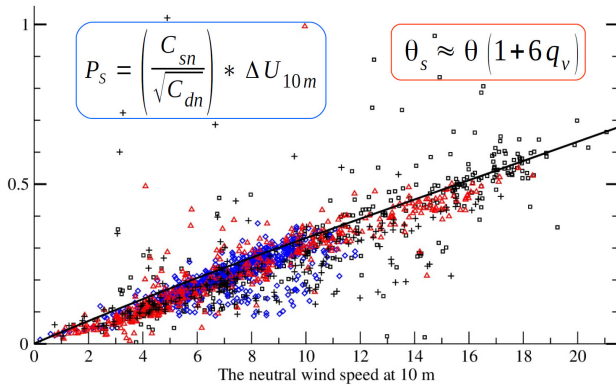 1
P_S = (C_sn / √C_dn) * ΔU_10m
θ_s ≈ θ (1+6 q_v)
0.5
0
0 2 4 6 8 10 12 14 16 18 20
The neutral wind speed at 10 m